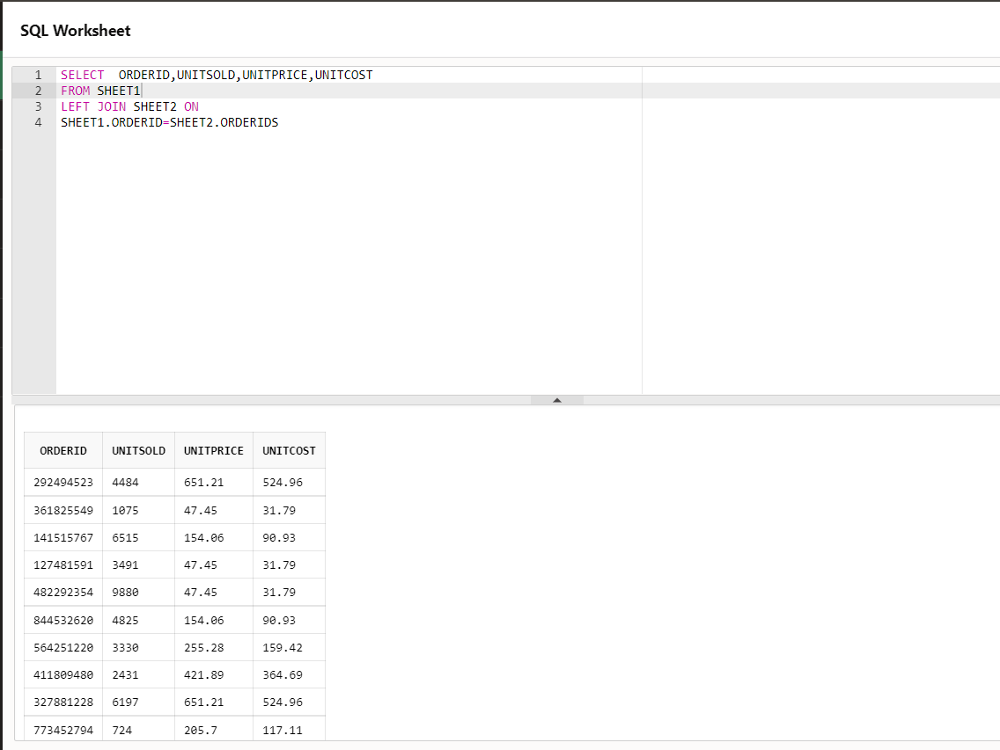 SQL Worksheet
1 SELECT  ORDERID,UNITSOLD,UNITPRICE,UNITCOST
2 FROM SHEET1
3 LEFT JOIN SHEET2 ON
4 SHEET1.ORDERID=SHEET2.ORDERIDS
ORDERID UNITSOLD UNITPRICE UNITCOST
292494523 4484 651.21 524.96
361825549 1075 47.45 31.79
141515767 6515 154.06 90.93
127481591 3491 47.45 31.79
482292354 9880 47.45 31.79
844532620 4825 154.06 90.93
564251220 3330 255.28 159.42
411809480 2431 421.89 364.69
327881228 6197 651.21 524.96
773452794 724 205.7 117.11